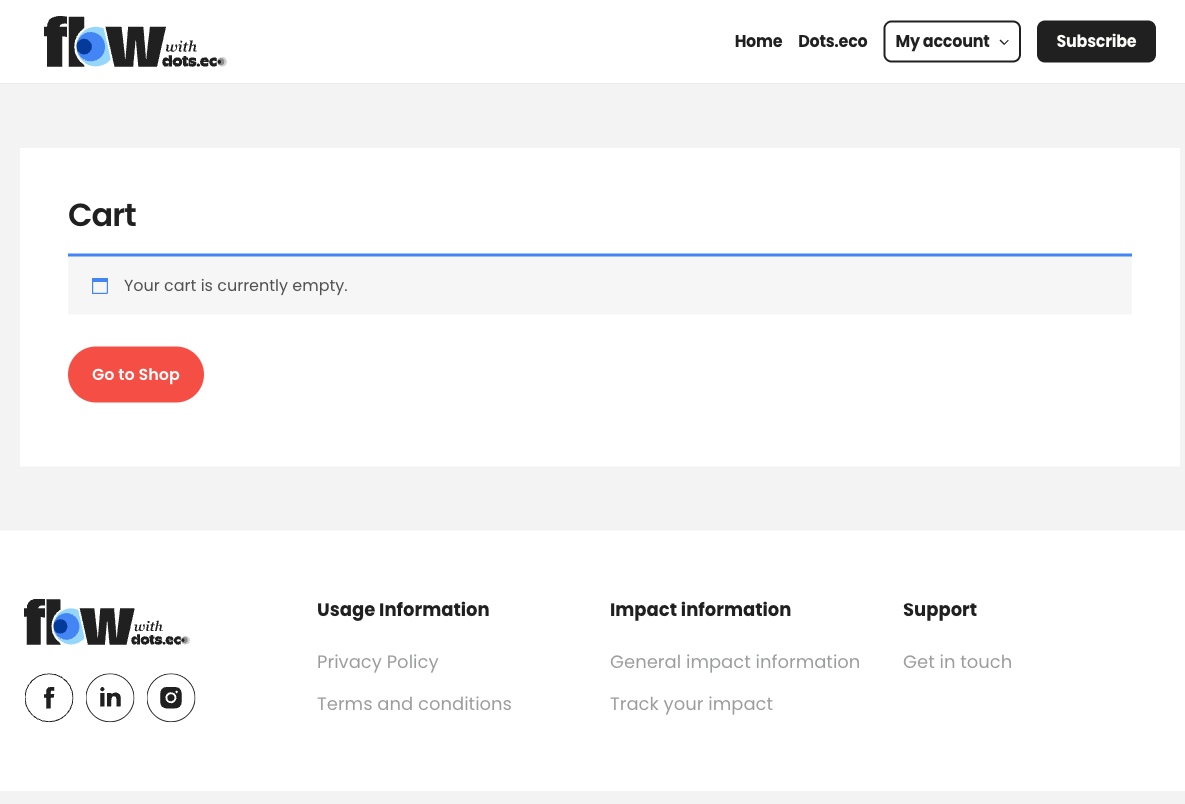 flow with dots.eco
Home Dots.eco My account Subscribe
Cart
Your cart is currently empty.
Go to Shop
flow with dots.eco
Usage Information
Privacy Policy
Terms and conditions
Impact information
General impact information
Track your impact
Support
Get in touch